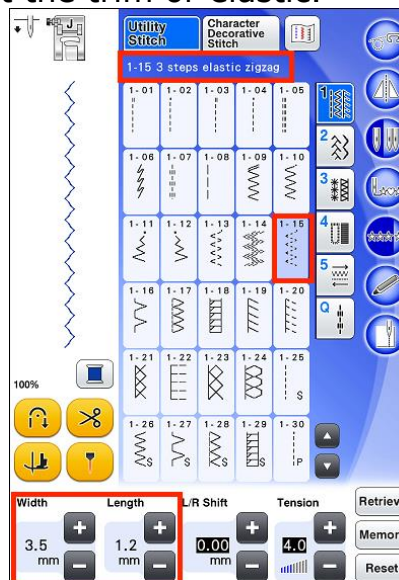 t the trim or elastic.
J
Utility
Stitch
Character
Decorative
Stitch
1-15 3 steps elastic zigzag
1-01 1-02 1-03 1-04 1-05
1
1-06 1-07 1-08 1-09 1-10
2
3
1-11 1-12 1-13 1-14 1-15
4
5
1-16 1-17 1-18 1-19 1-20
Q
1-21 1-22 1-23 1-24 1-25
S
100%
1-26 1-27 1-28 1-29 1-30
S S S S P
Width Length L/R Shift Tension
3.5 + 1.2 + 0.00 + 4.0 +
mm − mm − mm − −
Retriev
Memor
Reset